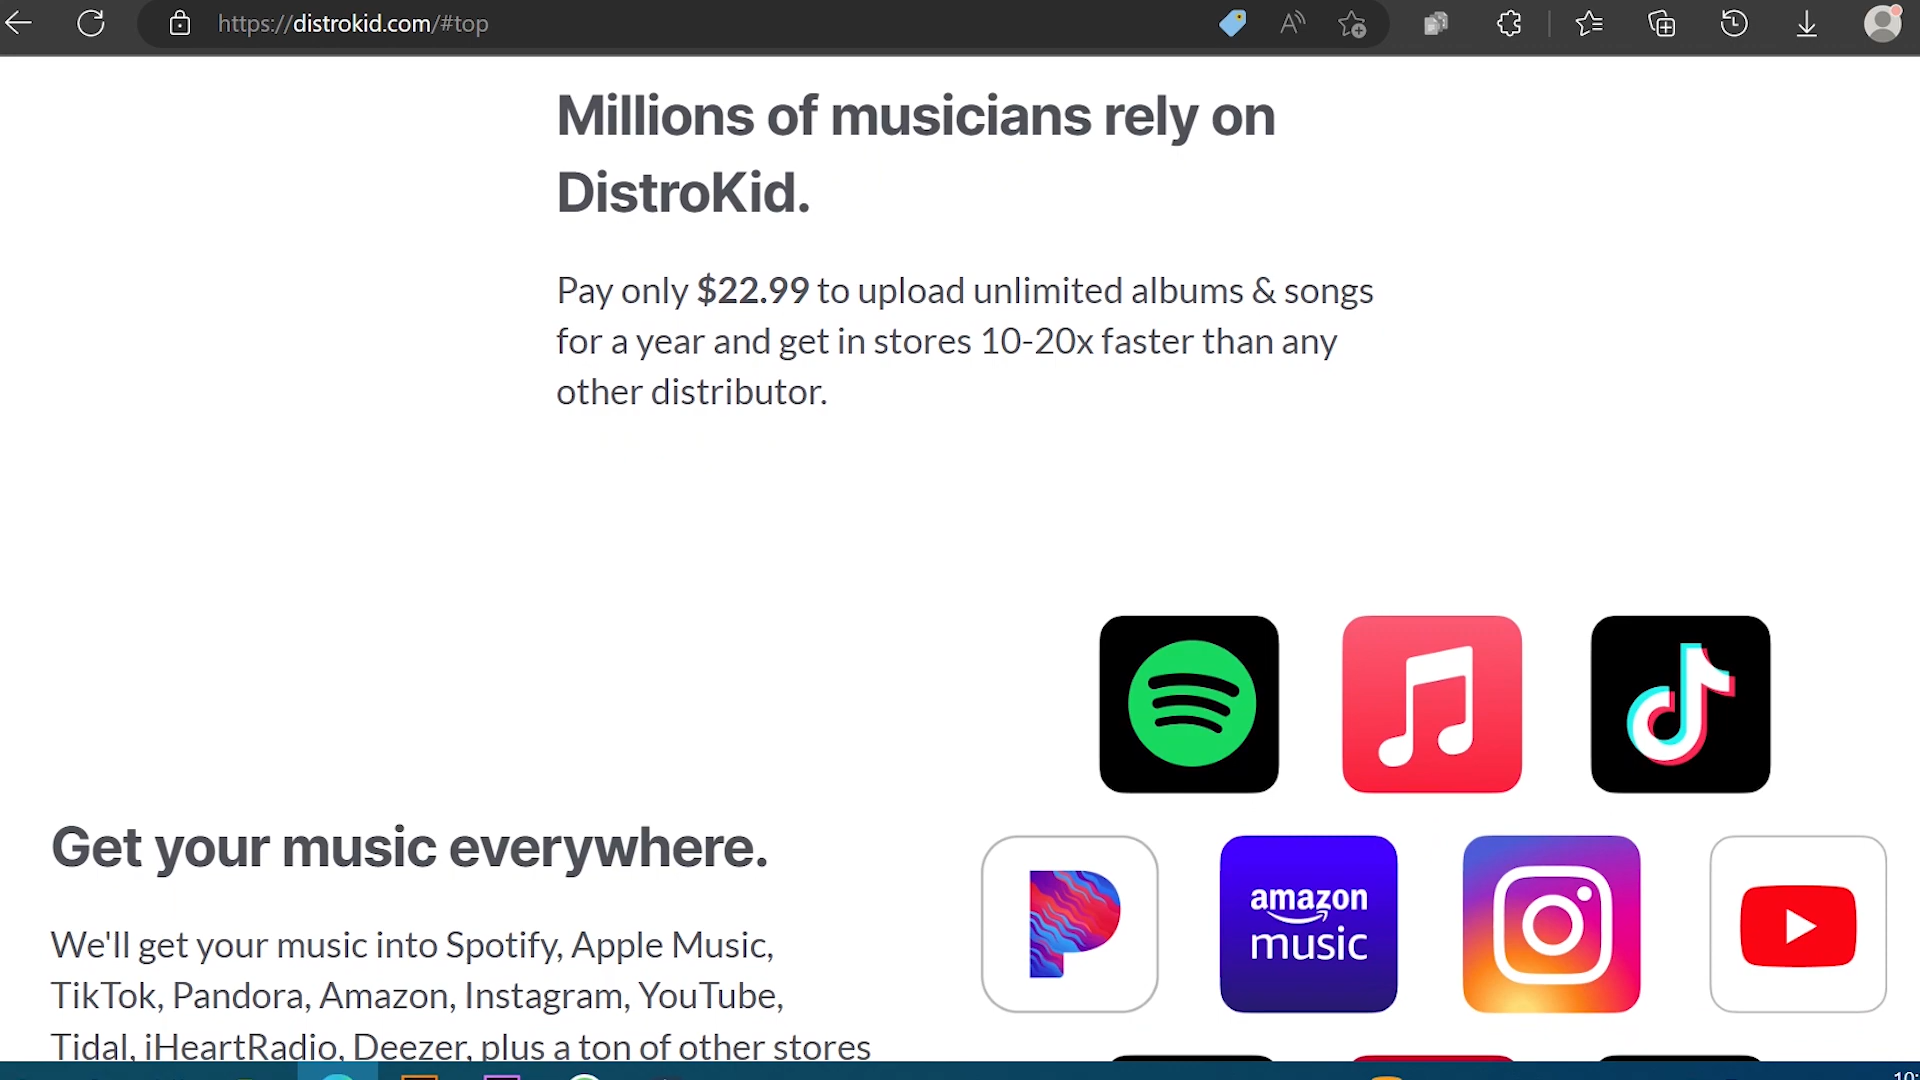 https://distrokid.com/#top
Millions of musicians rely on
DistroKid.
Pay only $22.99 to upload unlimited albums & songs
for a year and get in stores 10-20x faster than any
other distributor.
amazon
music
Get your music everywhere.
We'll get your music into Spotify, Apple Music,
TikTok, Pandora, Amazon, Instagram, YouTube,
Tidal, iHeartRadio, Deezer, plus a ton of other stores